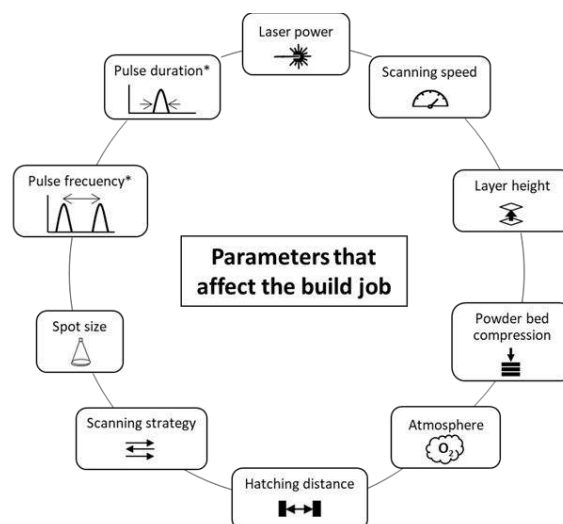 Laser power
Scanning speed
Layer height
Powder bed
compression
Atmosphere
O2
Hatching distance
Scanning strategy
Spot size
Pulse frecuency*
Pulse duration*
Parameters that
affect the build job